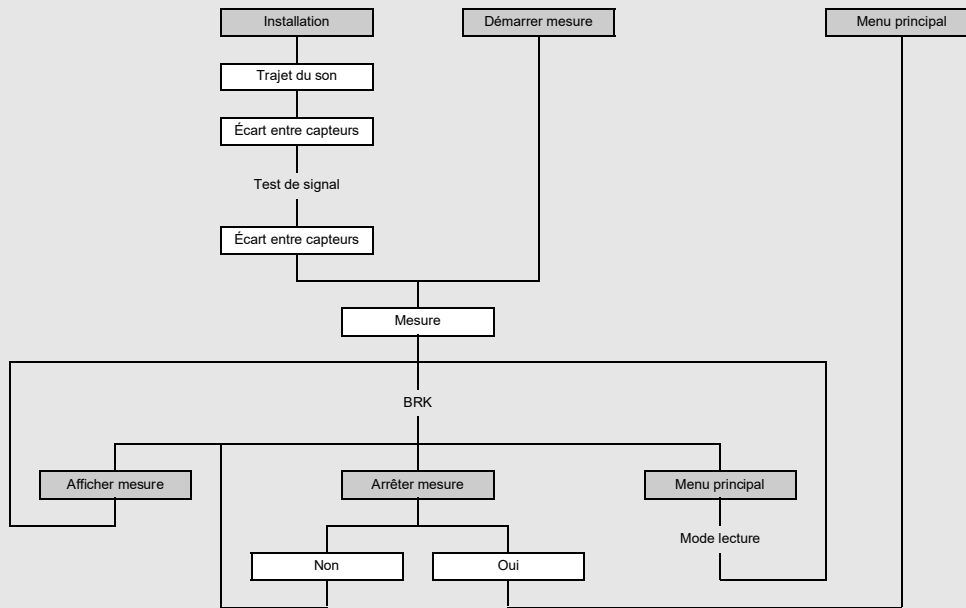 Installation
Démarrer mesure
Menu principal
Trajet du son
Écart entre capteurs
Test de signal
Écart entre capteurs
Mesure
BRK
Afficher mesure
Arrêter mesure
Menu principal
Mode lecture
Non
Oui